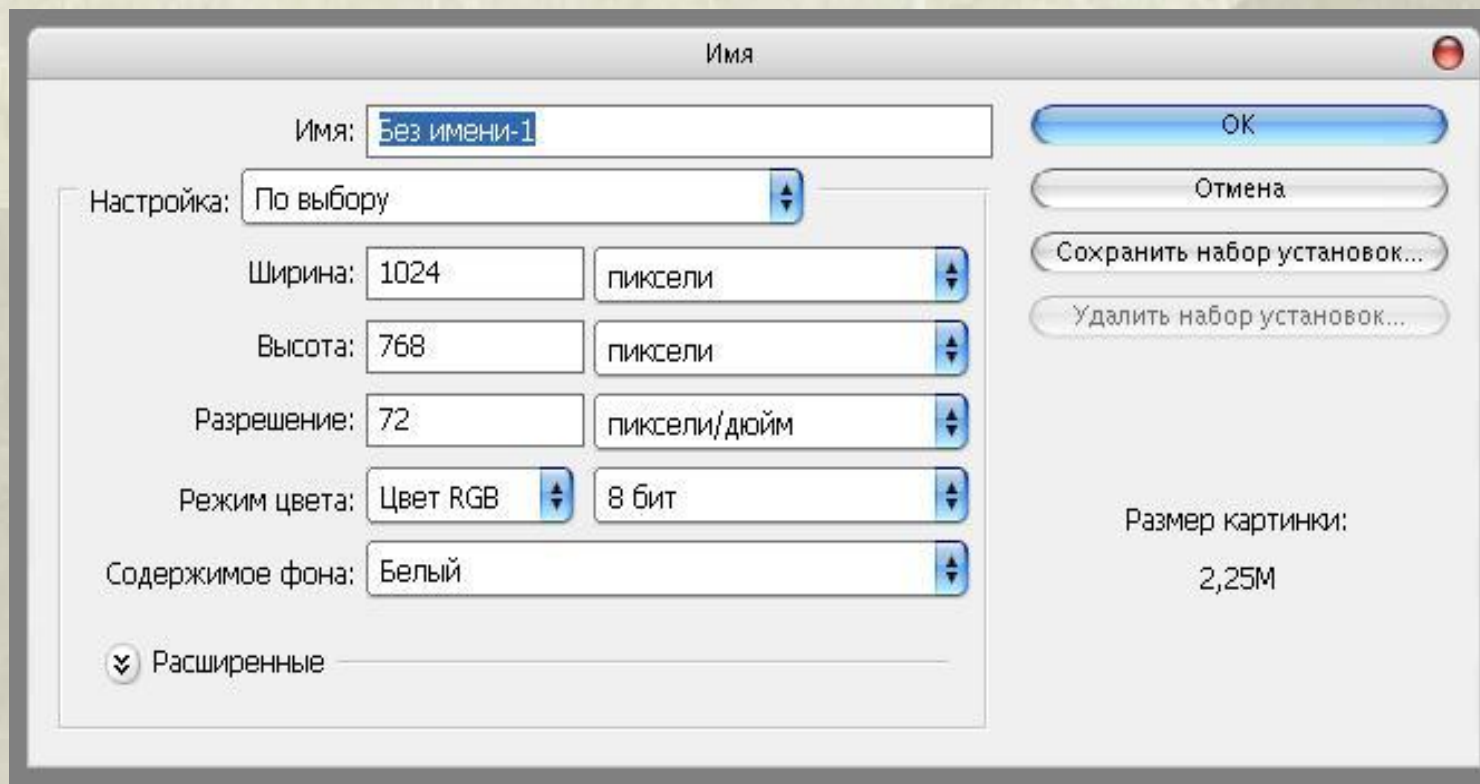 Имя
Имя: Без имени-1
Настройка: По выбору
Ширина: 1024 пиксели
Высота: 768 пиксели
Разрешение: 72 пиксели/дюйм
Режим цвета: Цвет RGB 8 бит
Содержимое фона: Белый
Расширенные
OK
Отмена
Сохранить набор установок...
Удалить набор установок...
Размер картинки:
2,25M